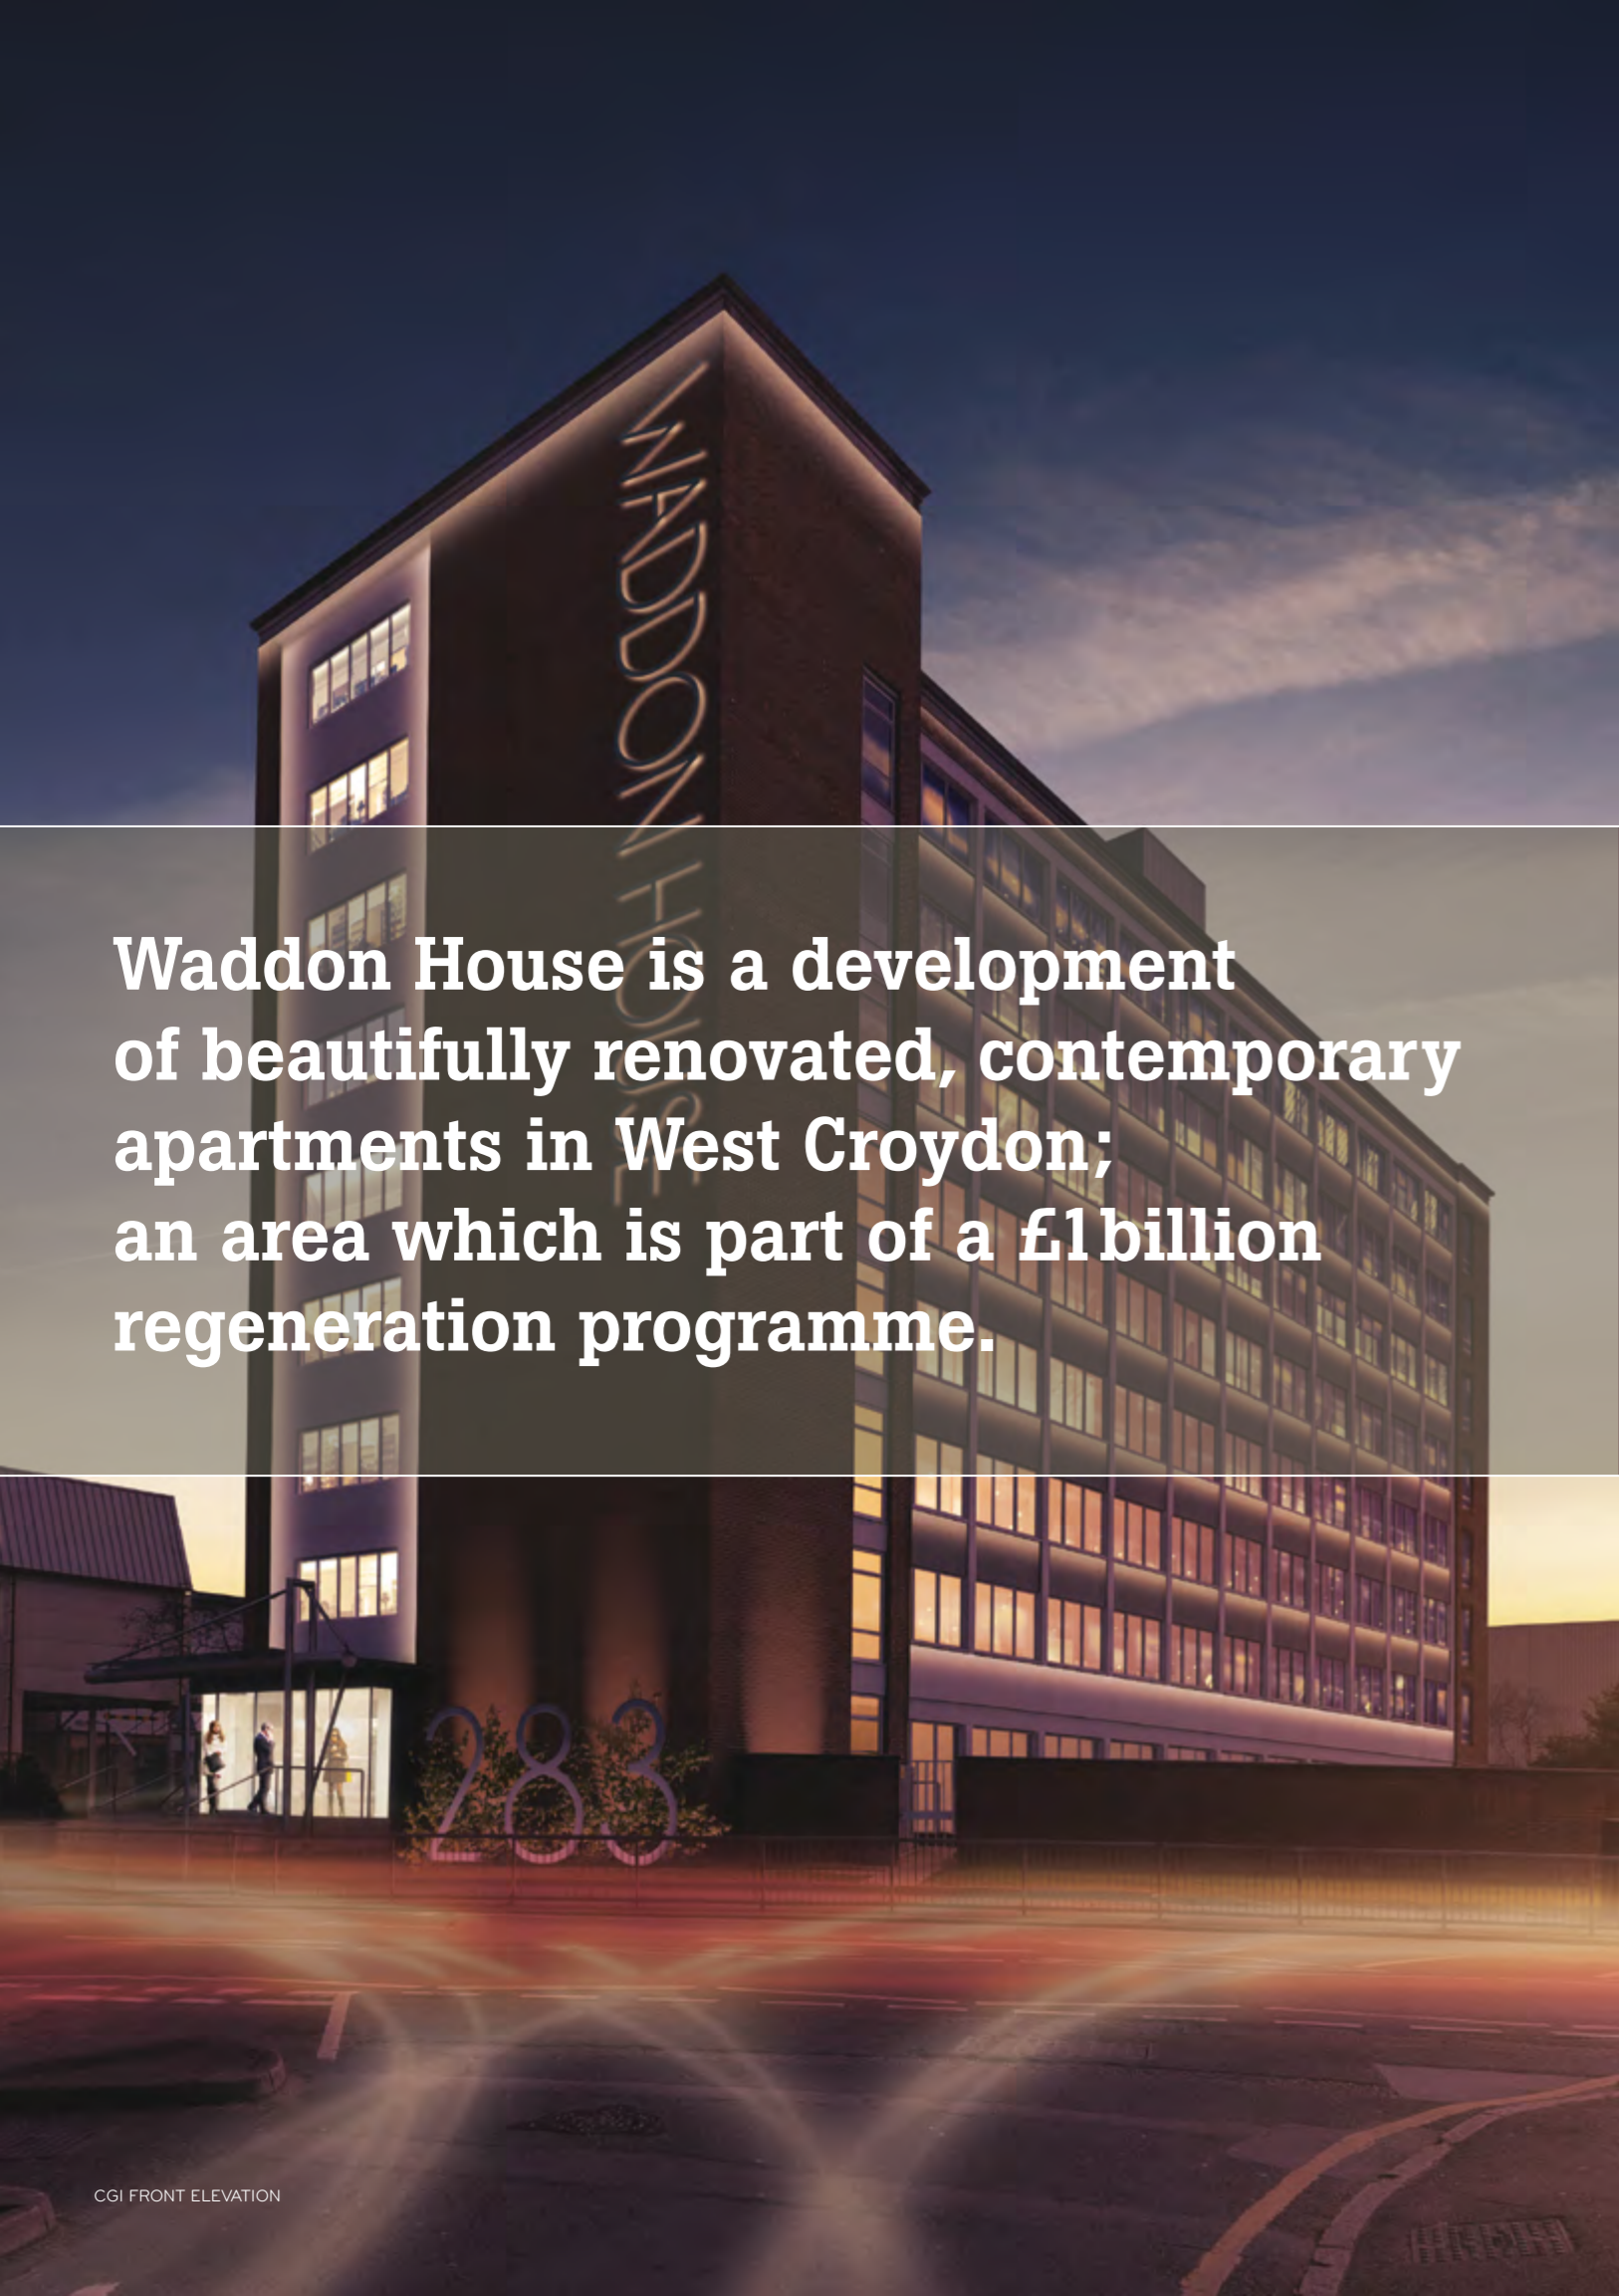 WADDON HOUSE
Waddon House is a development
of beautifully renovated, contemporary
apartments in West Croydon;
an area which is part of a £1billion
regeneration programme.
283
CGI FRONT ELEVATION